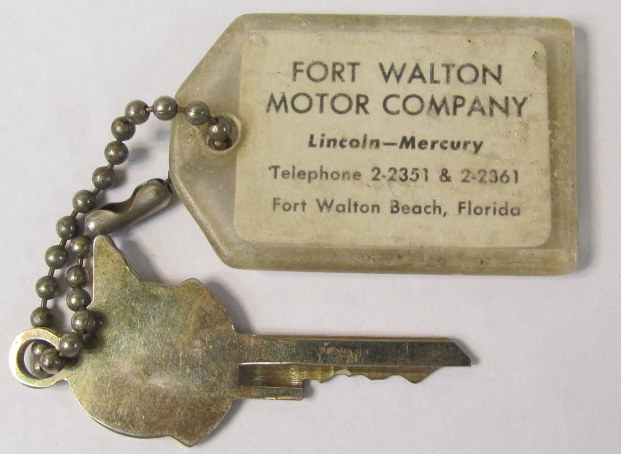 FORT WALTON
MOTOR COMPANY
Lincoln—Mercury
Telephone 2-2351 & 2-2361
Fort Walton Beach, Florida